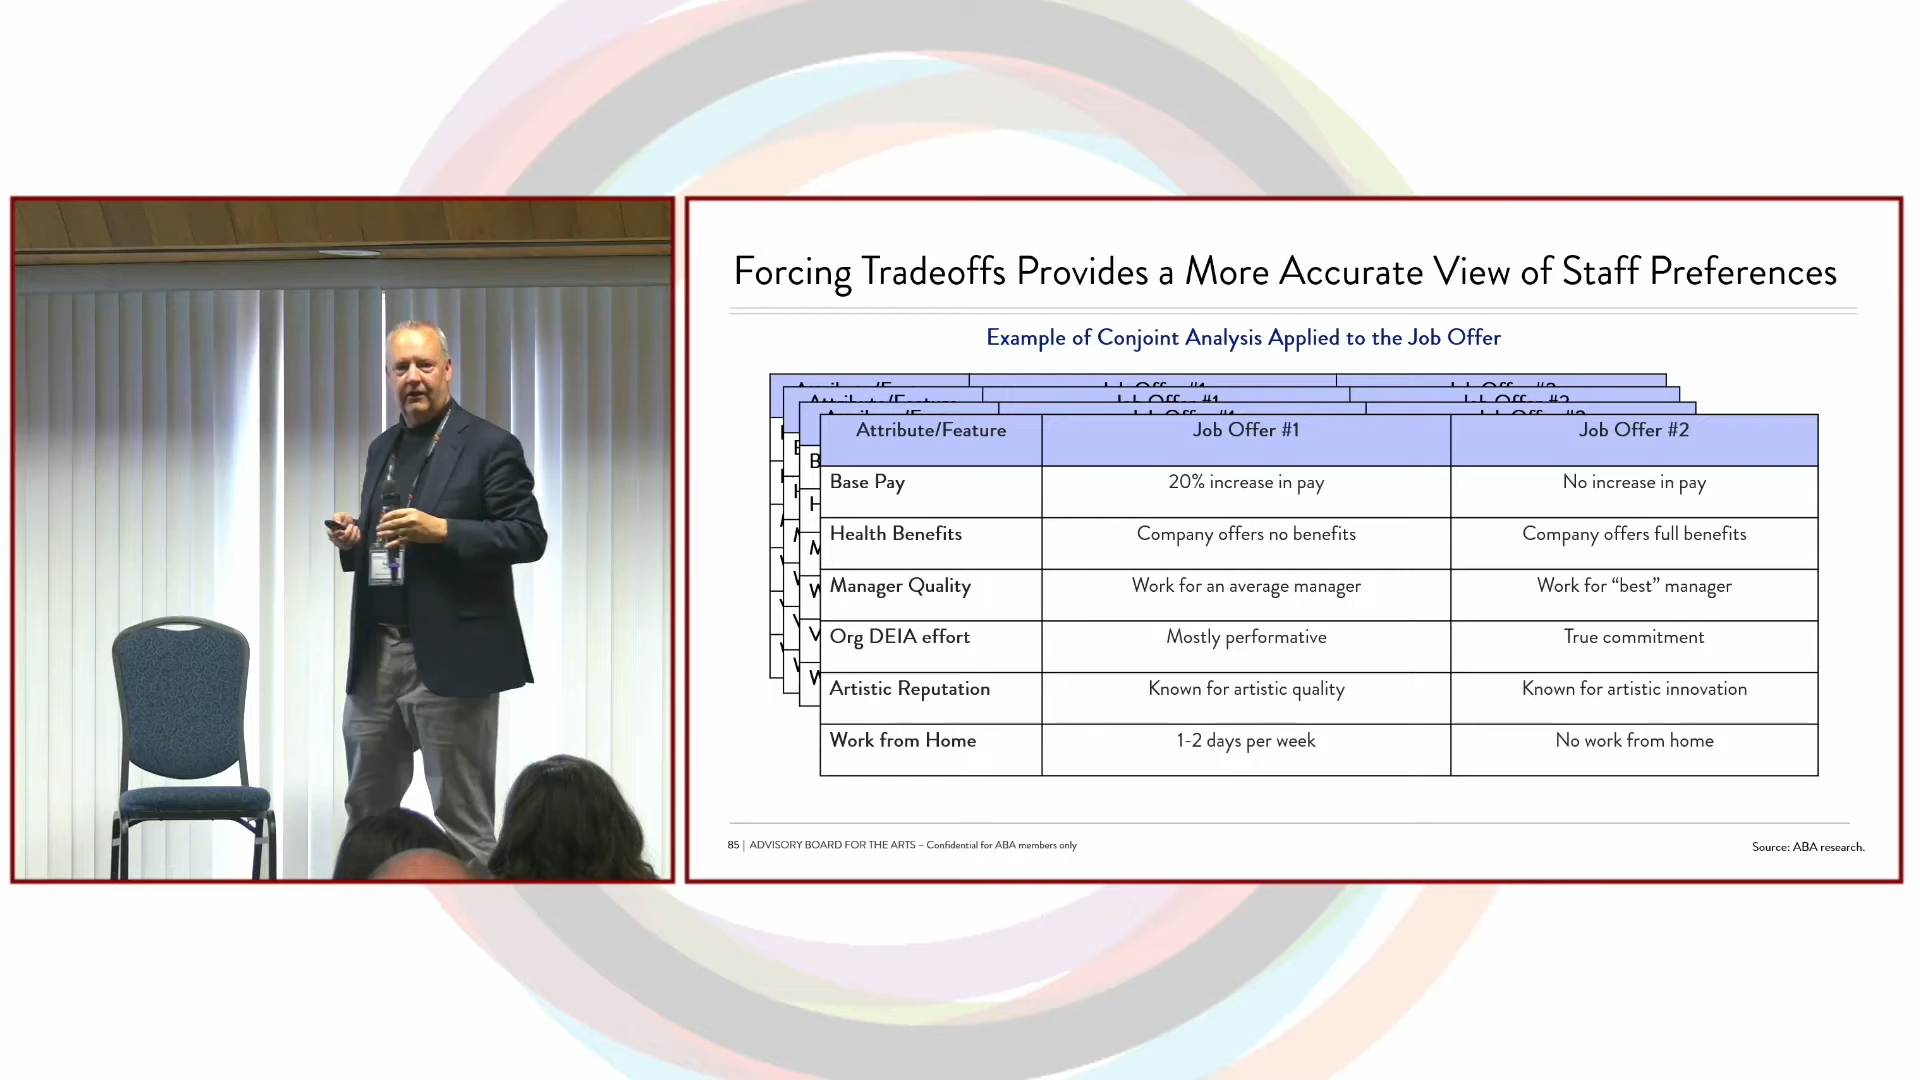 Forcing Tradeoffs Provides a More Accurate View of Staff Preferences
Example of Conjoint Analysis Applied to the Job Offer
Attribute/Feature Job Offer #1 Job Offer #2
Base Pay 20% increase in pay No increase in pay
Health Benefits Company offers no benefits Company offers full benefits
Manager Quality Work for an average manager Work for “best” manager
Org DEIA effort Mostly performative True commitment
Artistic Reputation Known for artistic quality Known for artistic innovation
Work from Home 1-2 days per week No work from home
85 | ADVISORY BOARD FOR THE ARTS – Confidential for ABA members only
Source: ABA research.